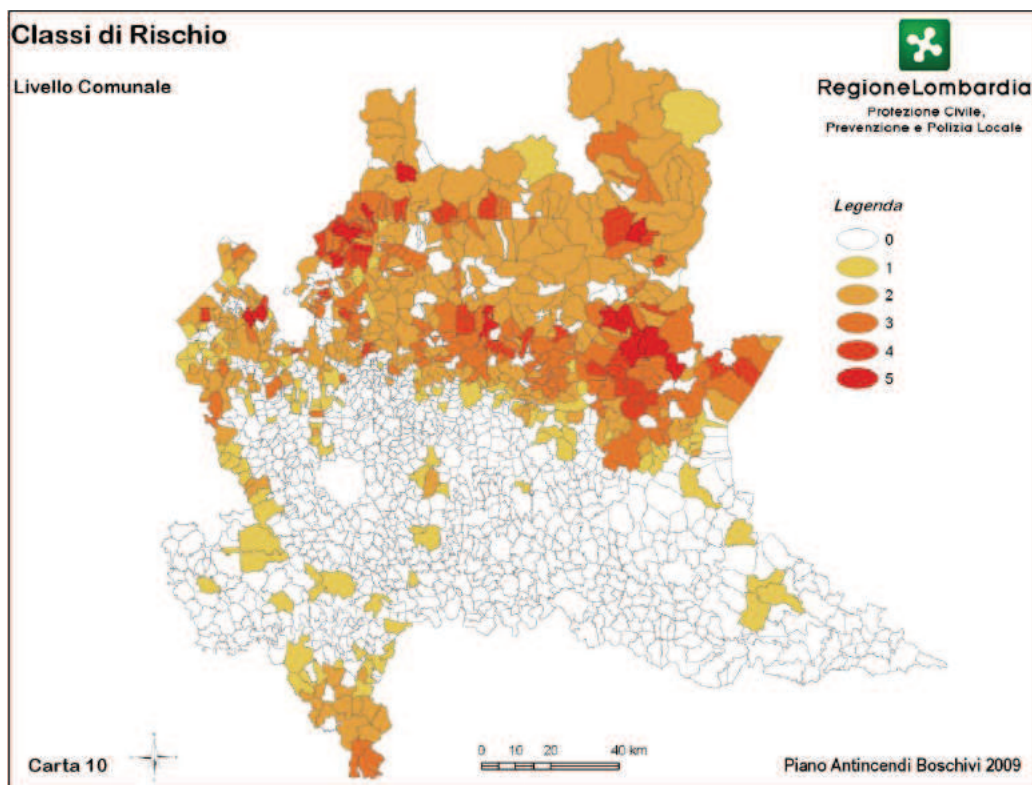 Classi di Rischio
Livello Comunale
RegioneLombardia
Protezione Civile,
Prevenzione e Polizia Locale
Legenda
0
1
2
3
4
5
0 10 20 40 km
Carta 10
Piano Antincendi Boschivi 2009